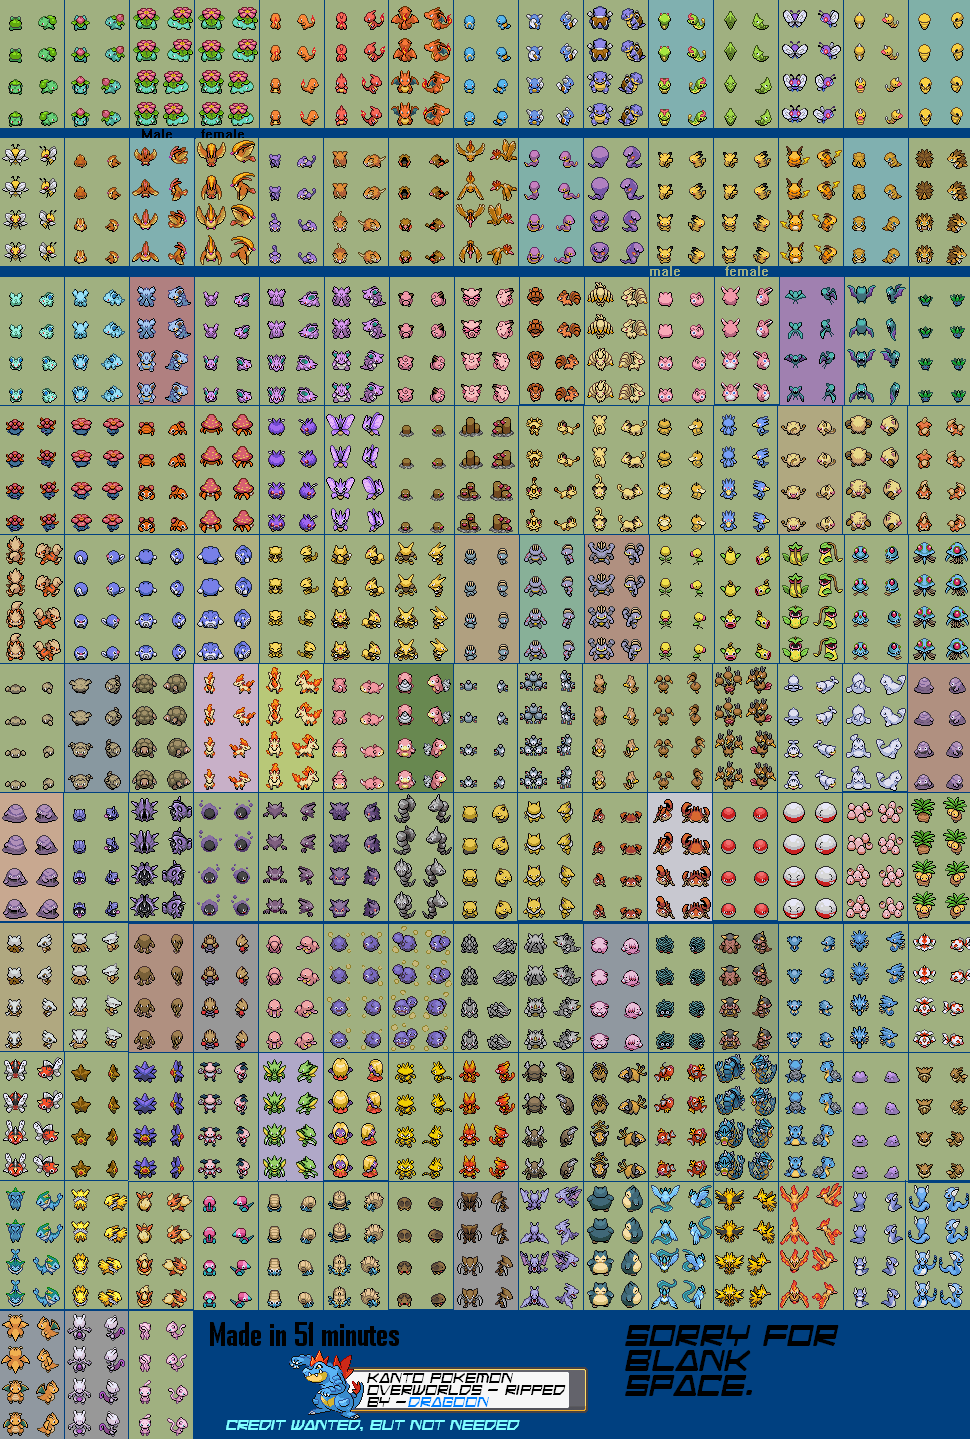 Male female
male female
Made in 51 minutes
KANTO POKEMON
OVERWORLDS - RIPPED
BY -DRAGOON
CREDIT WANTED, BUT NOT NEEDED
SORRY FOR
BLANK
SPACE.